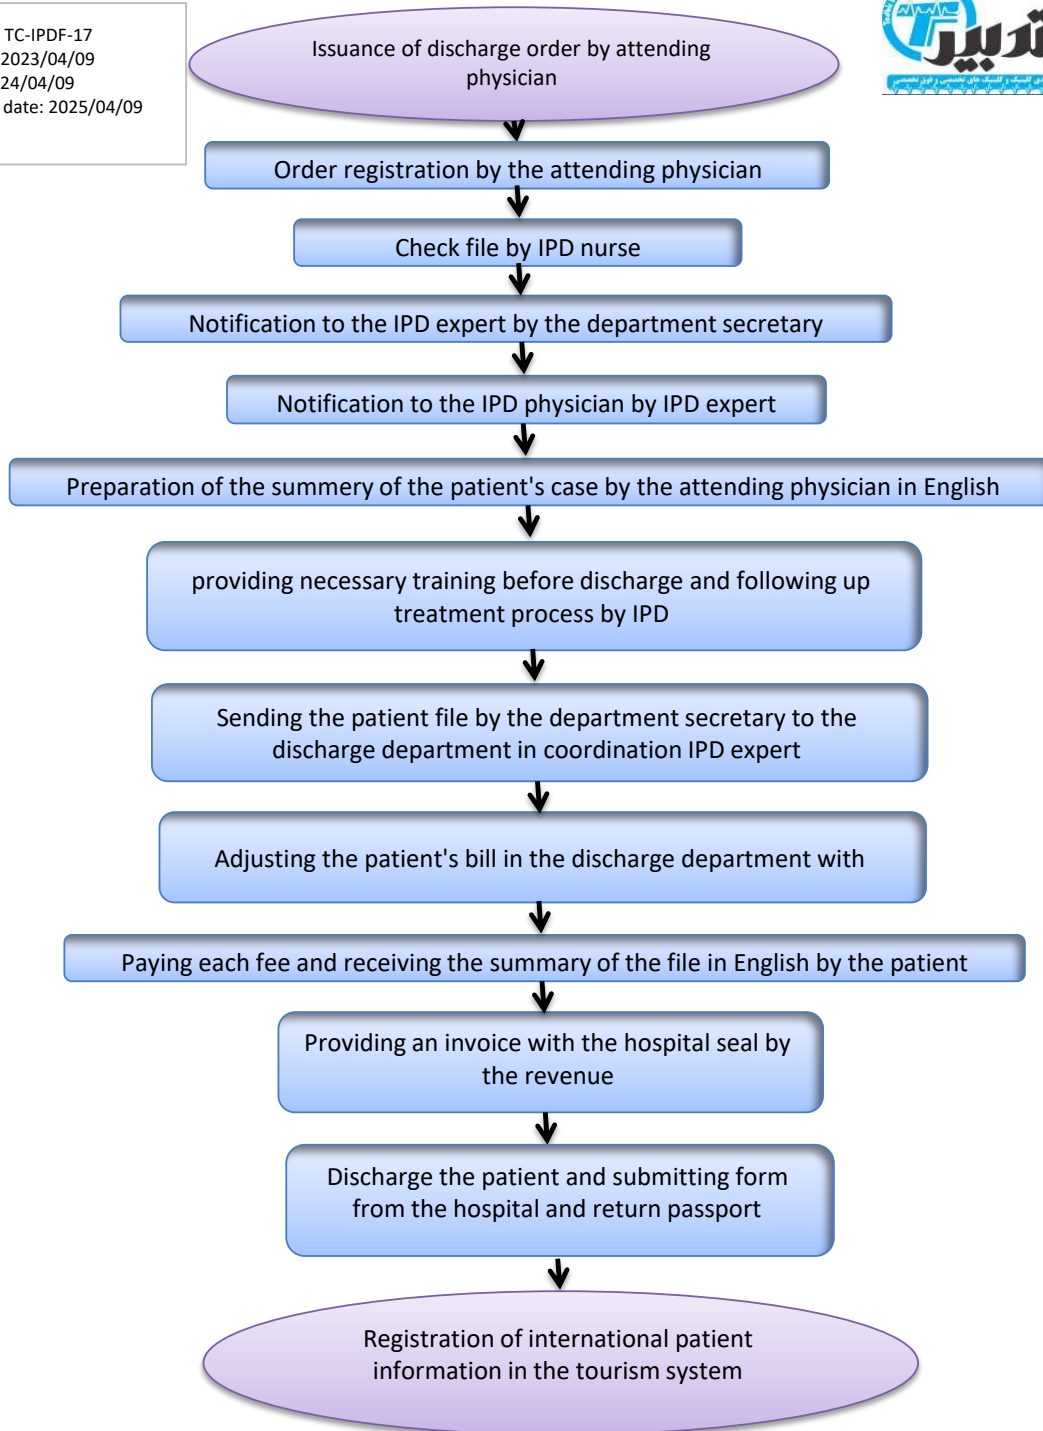 TC-IPDF-17
2023/04/09
24/04/09
date: 2025/04/09
Issuance of discharge order by attending
physician
Order registration by the attending physician
Check file by IPD nurse
Notification to the IPD expert by the department secretary
Notification to the IPD physician by IPD expert
Preparation of the summery of the patient's case by the attending physician in English
providing necessary training before discharge and following up
treatment process by IPD
Sending the patient file by the department secretary to the
discharge department in coordination IPD expert
Adjusting the patient's bill in the discharge department with
Paying each fee and receiving the summary of the file in English by the patient
Providing an invoice with the hospital seal by
the revenue
Discharge the patient and submitting form
from the hospital and return passport
Registration of international patient
information in the tourism system